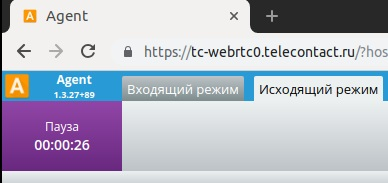 Agent
https://tc-webrtc0.telecontact.ru/?hos
Agent
1.3.27+89
Входящий режим
Исходящий режим
Пауза
00:00:26